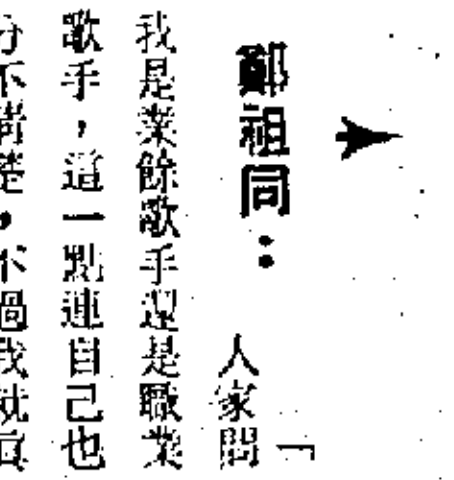 鄭祖同：「人家問
我是業餘歌手還是職業
歌手，這一點連自己也
分不清楚，不過我就